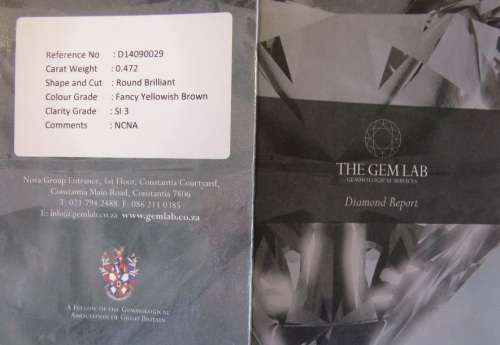 Reference No : D14090029
Carat Weight : 0.472
Shape and Cut : Round Brilliant
Colour Grade : Fancy Yellowish Brown
Clarity Grade : SI 3
Comments : NCNA
Nova Group Entrance, 1st Floor, Constantia Courtyard,
Constantia Main Road, Constantia 7806
T: 021 794 2488 F: 086 211 0185
E: info@gemlab.co.za www.gemlab.co.za
A Fellow of the Gemmological
Association of Great Britain
THE GEM LAB
GEMMOLOGICAL SERVICES
Diamond Report